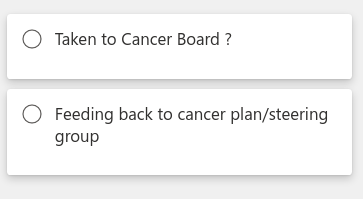 Taken to Cancer Board ?
Feeding back to cancer plan/steering
group